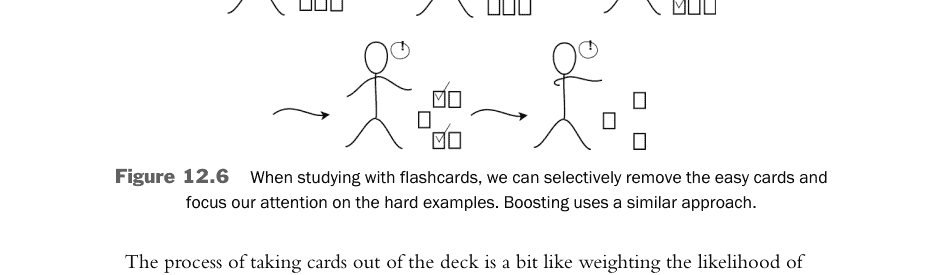 Figure 12.6 When studying with flashcards, we can selectively remove the easy cards and
focus our attention on the hard examples. Boosting uses a similar approach.
The process of taking cards out of the deck is a bit like weighting the likelihood of